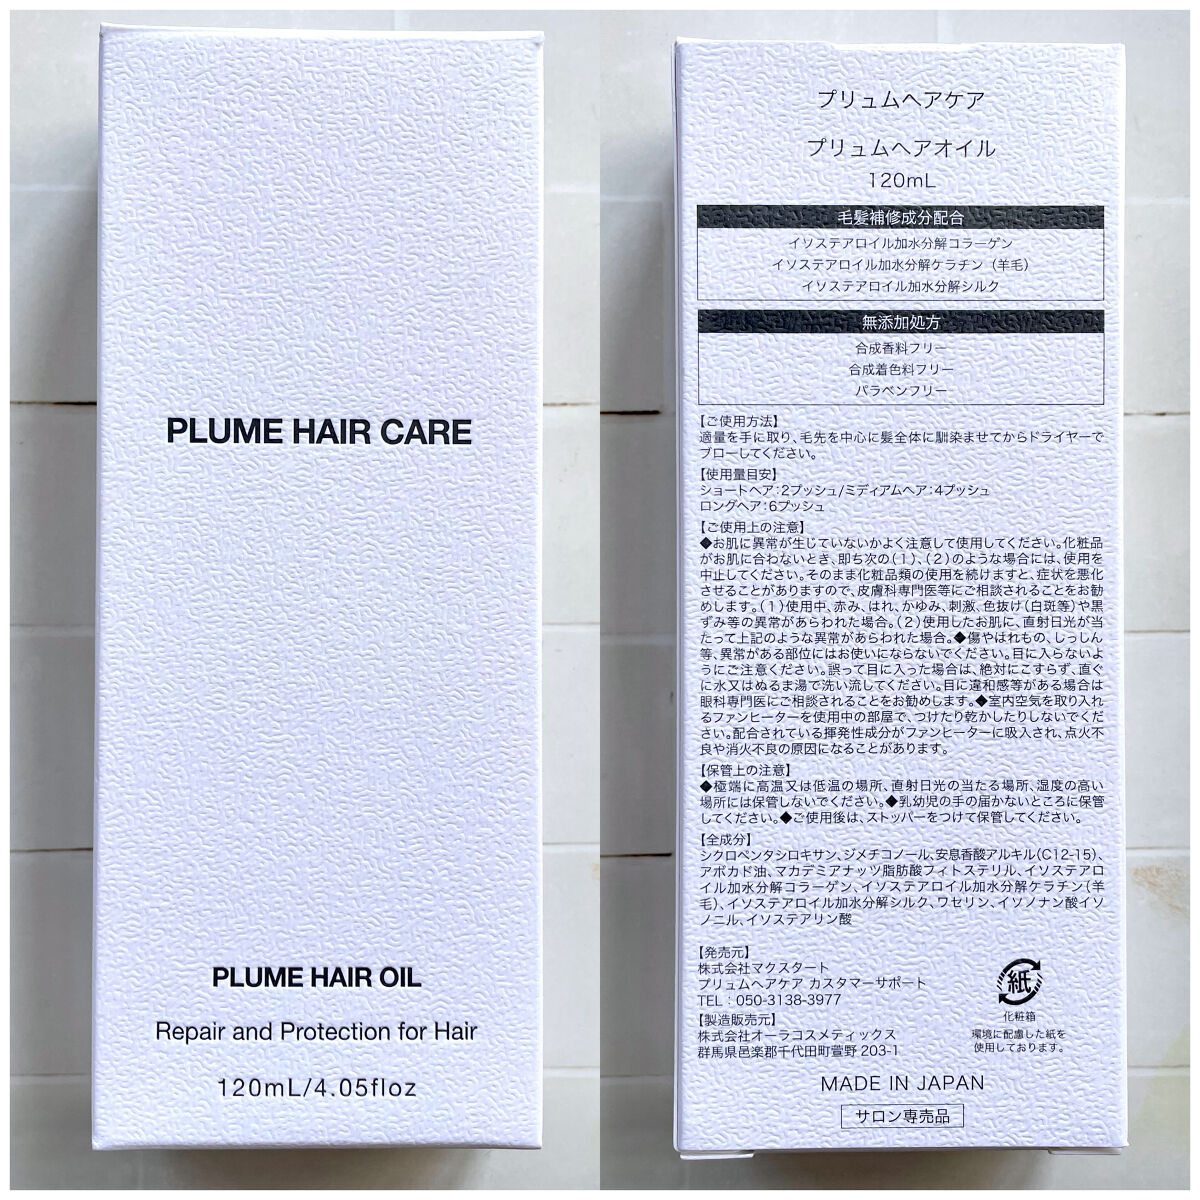 PLUME HAIR CARE
PLUME HAIR OIL
Repair and Protection for Hair
120mL/4.05floz
プリュムヘアケア
プリュムヘアオイル
120mL
毛髪補修成分配合
イソステアロイル加水分解コラーゲン
イソステアロイル加水分解ケラチン（羊毛）
イソステアロイル加水分解シルク
無添加処方
合成香料フリー
合成着色料フリー
パラベンフリー
【ご使用方法】
適量を手に取り、毛先を中心に髪全体に馴染ませてからドライヤーで
ブローしてください。
【使用量目安】
ショートヘア：2プッシュ/ミディアムヘア：4プッシュ
ロングヘア：6プッシュ
【ご使用上の注意】
◆お肌に異常が生じていないかよく注意して使用してください。化粧品
がお肌に合わないとき、即ち次の（1）、（2）のような場合には、使用を
中止してください。そのまま化粧品類の使用を続けますと、症状を悪化
させることがありますので、皮膚科専門医等にご相談されることをお勧
めします。（1）使用中、赤み、はれ、かゆみ、刺激、色抜け（白斑等）や黒
ずみ等の異常があらわれた場合。（2）使用したお肌に、直射日光が当
たって上記のような異常があらわれた場合。◆傷やはれもの、しっしん
等、異常がある部位にはお使いにならないでください。目に入らないよ
うにご注意ください。誤って目に入った場合は、絶対にこすらず、直ぐ
に水又はぬるま湯で洗い流してください。目に違和感等がある場合は
眼科専門医にご相談されることをお勧めします。◆室内空気を取り入れ
るファンヒーターを使用中の部屋で、つけたり乾かしたりしないでくだ
さい。配合されている揮発性成分がファンヒーターに吸入され、点火不
良や消火不良の原因になることがあります。
【保管上の注意】
◆極端に高温又は低温の場所、直射日光の当たる場所、湿度の高い
場所には保管しないでください。◆乳幼児の手の届かないところに保管
してください。◆ご使用後は、ストッパーをつけて保管してください。
【全成分】
シクロペンタシロキサン、ジメチコノール、安息香酸アルキル（C12-15）、
アボカド油、マカデミアナッツ脂肪酸フィトステリル、イソステアロ
イル加水分解コラーゲン、イソステアロイル加水分解ケラチン（羊
毛）、イソステアロイル加水分解シルク、ワセリン、イソノナン酸イソ
ノニル、イソステアリン酸
【発売元】
株式会社マクスタート
プリュムヘアケア カスタマーサポート
TEL：050-3138-3977
【製造販売元】
株式会社オーラコスメティックス
群馬県邑楽郡千代田町萱野 203-1
紙
化粧箱
環境に配慮した紙を
使用しております。
MADE IN JAPAN
サロン専売品